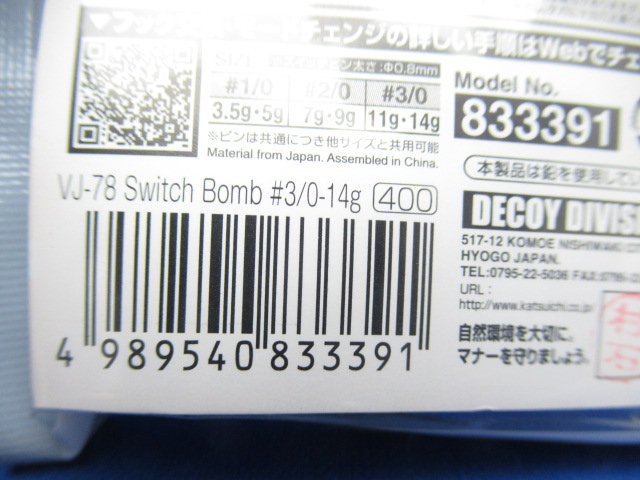 チェンジの詳しい手順はWebでチェ
#1/0 #2/0 #3/0
3.5g・5g 7g・9g 11g・14g
※ピンは共通につき他サイズと共用可能
Material from Japan. Assembled in China.
Model No.
833391
本製品は鉛を使用してい
VJ-78 Switch Bomb #3/0-14g 400
DECOY DIVIS
517-12 KOMOE
HYOGO JAPAN.
TEL:0795-22-5036
URL:
http://www.katsuichi.co
自然環境を大切に。
マナーを守りましょう。
4 989540 833391